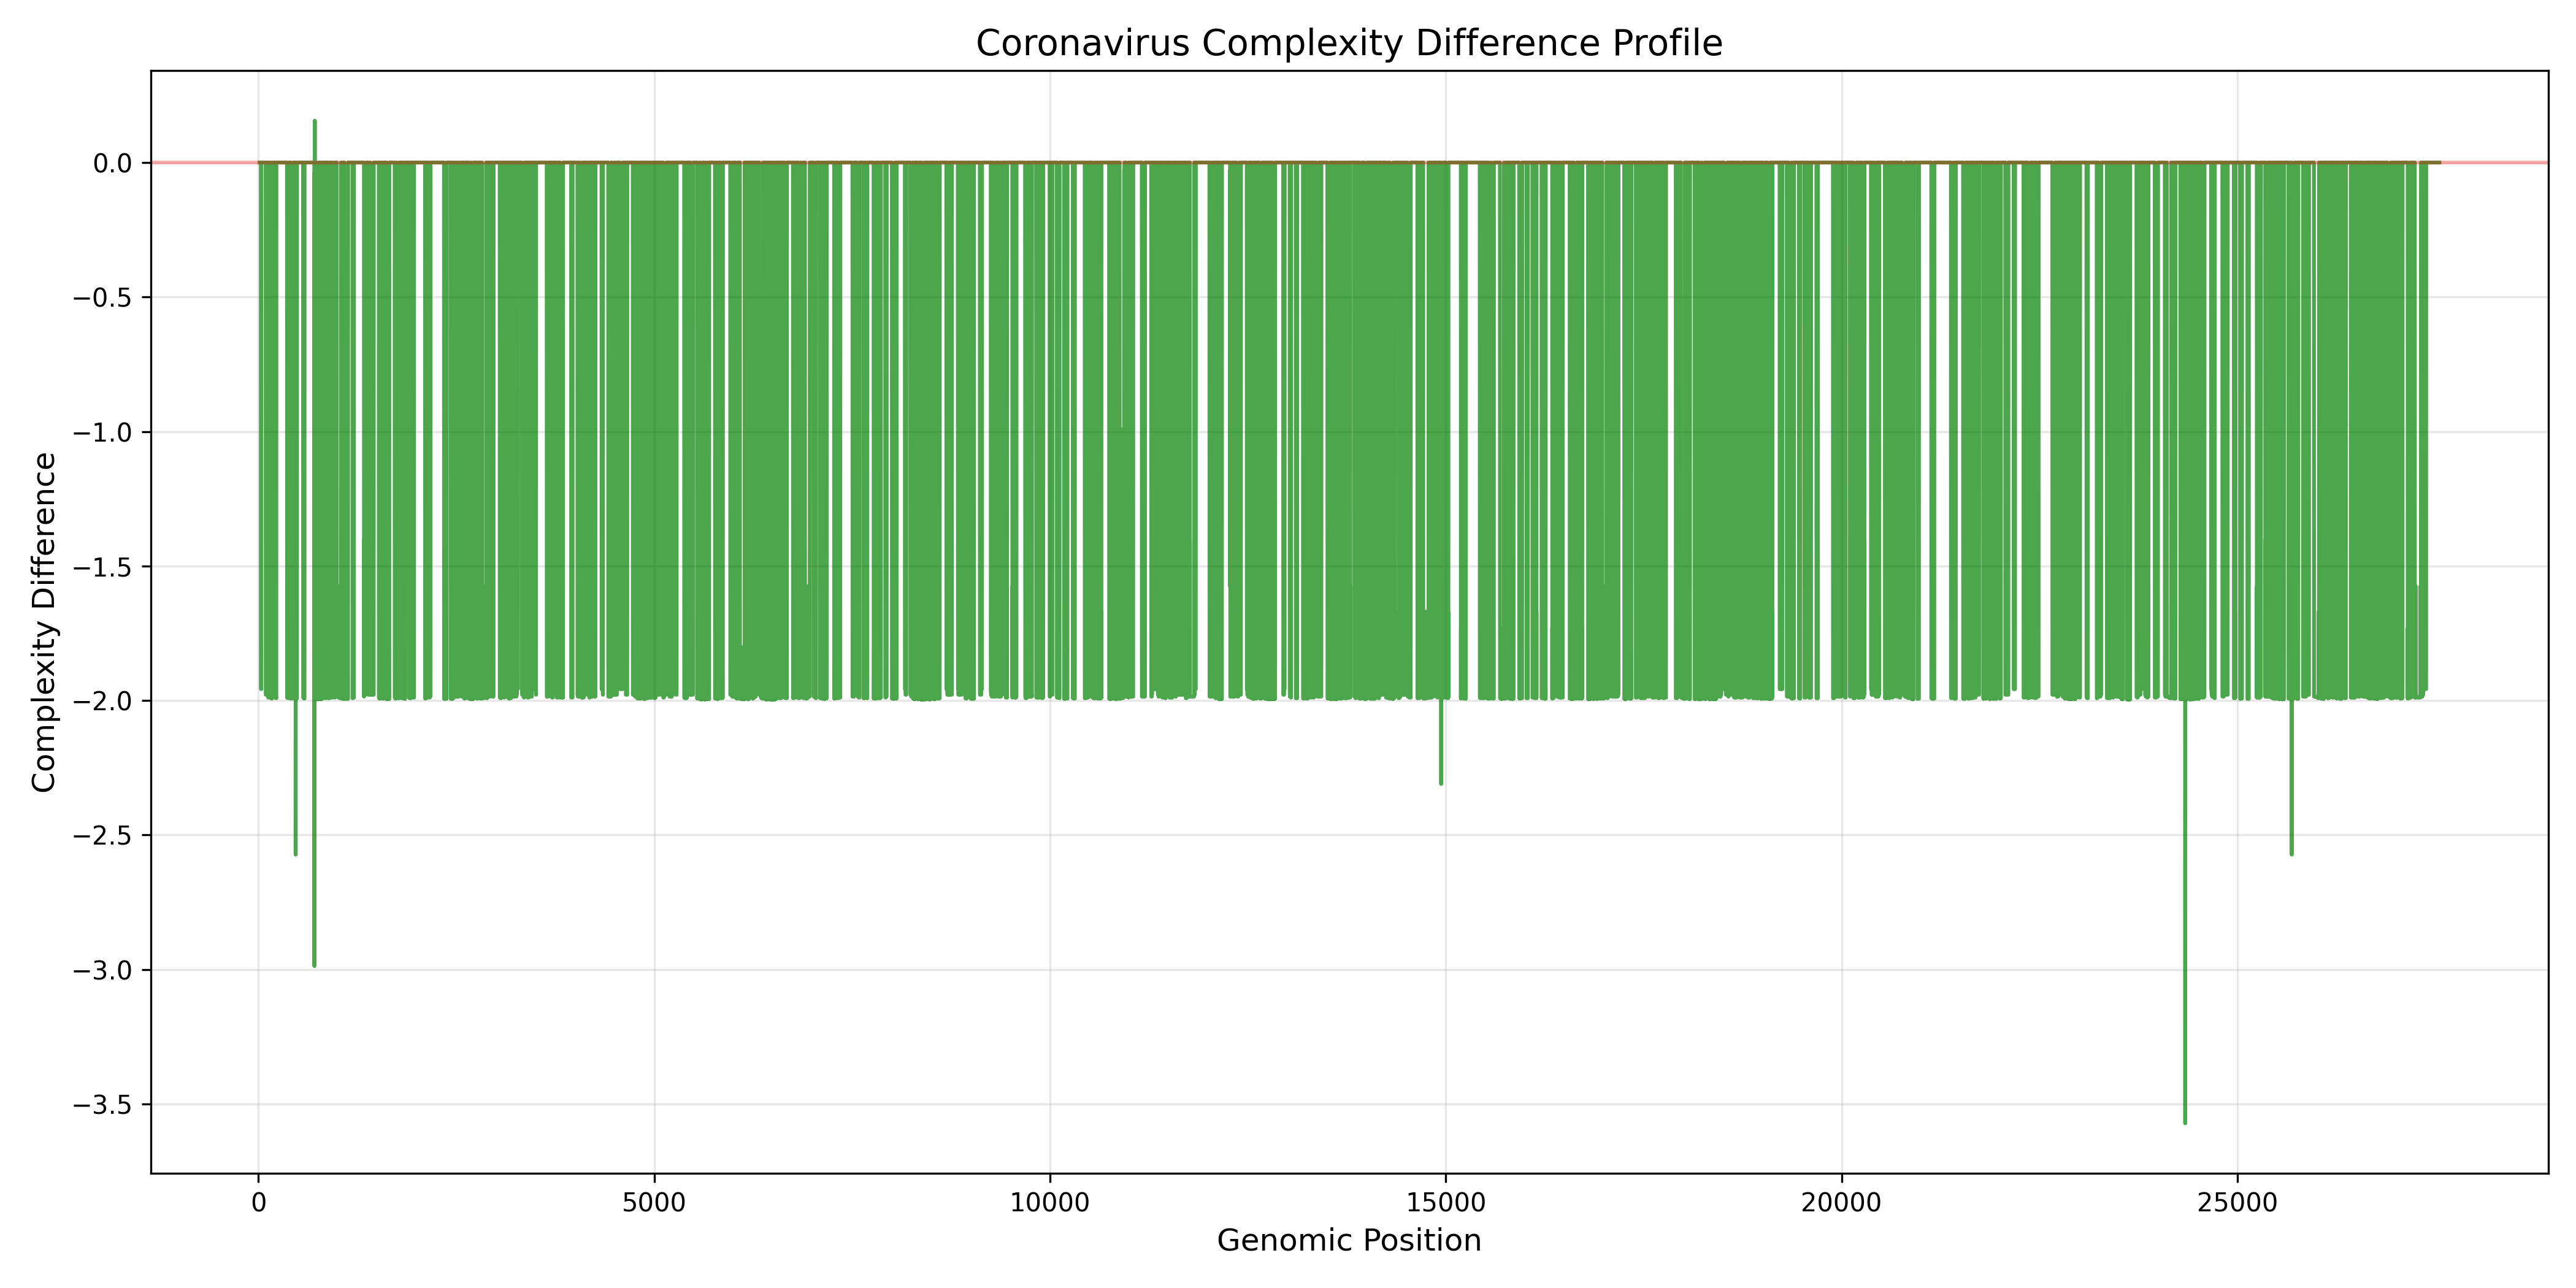 Coronavirus Complexity Difference Profile
0.0
−0.5
−1.0
−1.5
−2.0
−2.5
−3.0
−3.5
Complexity Difference
0 5000 10000 15000 20000 25000
Genomic Position